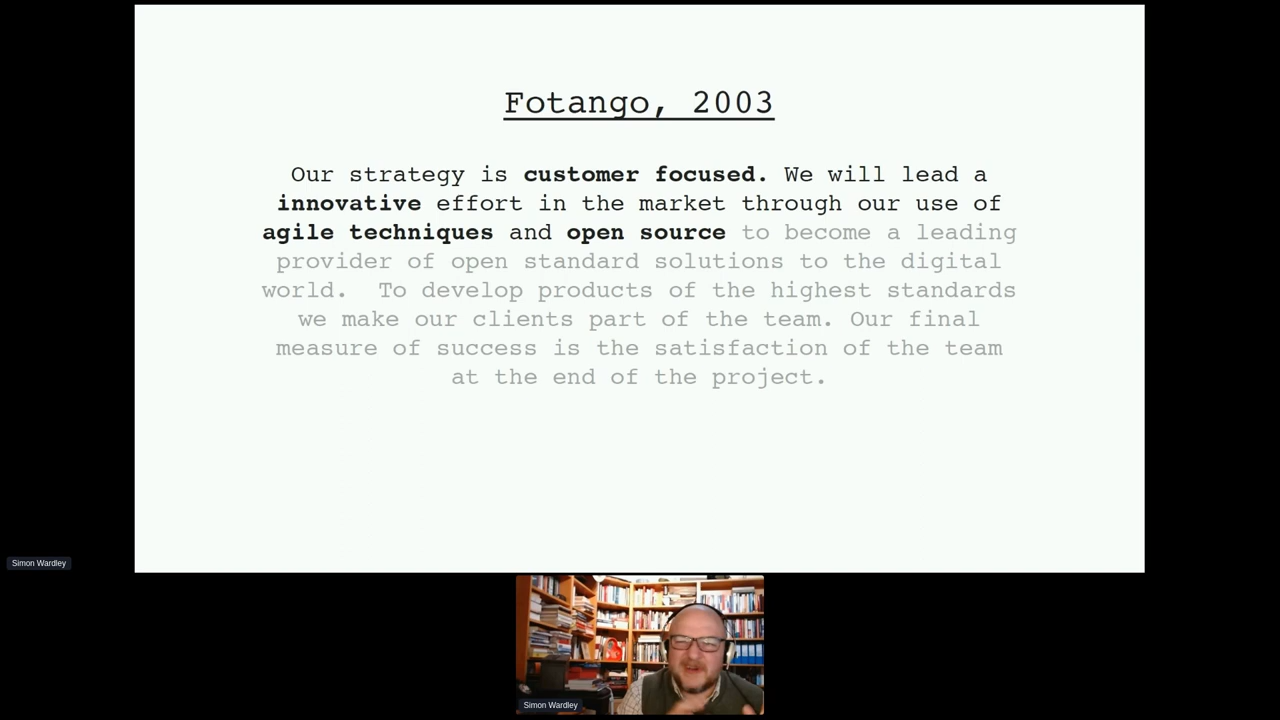 Fotango, 2003
Our strategy is customer focused. We will lead a
innovative effort in the market through our use of
agile techniques and open source to become a leading
provider of open standard solutions to the digital
world.  To develop products of the highest standards
we make our clients part of the team. Our final
measure of success is the satisfaction of the team
at the end of the project.
Simon Wardley
Simon Wardley